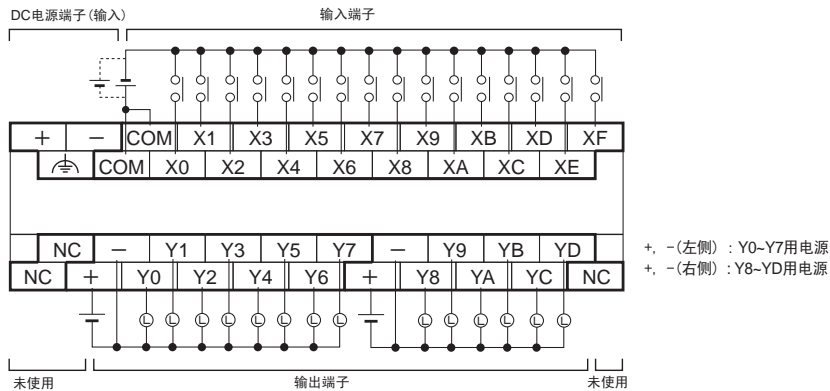 DC电源端子(输入) 输入端子
+ − COM X1 X3 X5 X7 X9 XB XD XF
COM X0 X2 X4 X6 X8 XA XC XE
NC − Y1 Y3 Y5 Y7 − Y9 YB YD
+, −(左侧) : Y0~Y7用电源
NC + Y0 Y2 Y4 Y6 + Y8 YA YC NC
+, −(右侧) : Y8~YD用电源
L L L L L L L L L L L L L L
未使用 输出端子 未使用